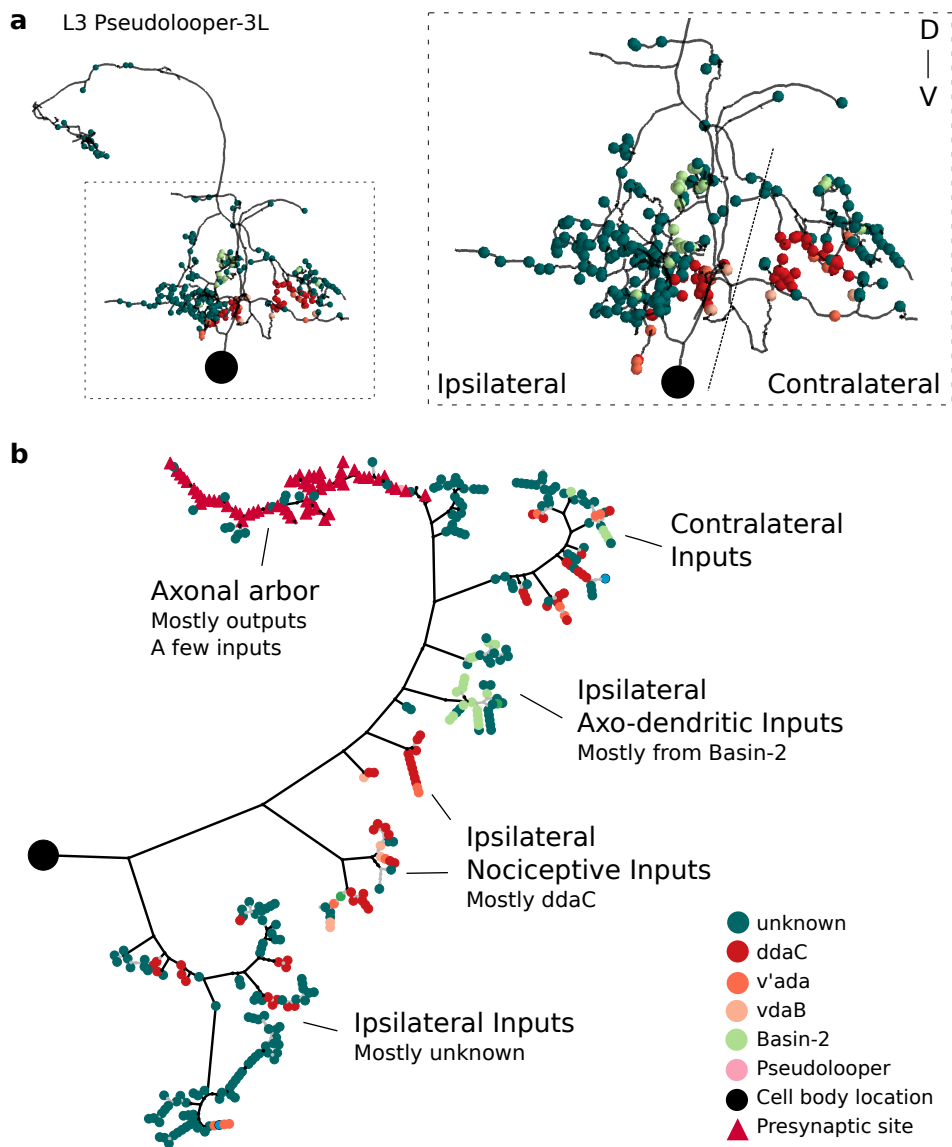 a
L3 Pseudolooper-3L
D
V
Ipsilateral
Contralateral
b
Contralateral
Inputs
Axonal arbor
Mostly outputs
A few inputs
Ipsilateral
Axo-dendritic Inputs
Mostly from Basin-2
Ipsilateral
Nociceptive Inputs
Mostly ddaC
Ipsilateral Inputs
Mostly unknown
unknown
ddaC
v'ada
vdaB
Basin-2
Pseudolooper
Cell body location
Presynaptic site